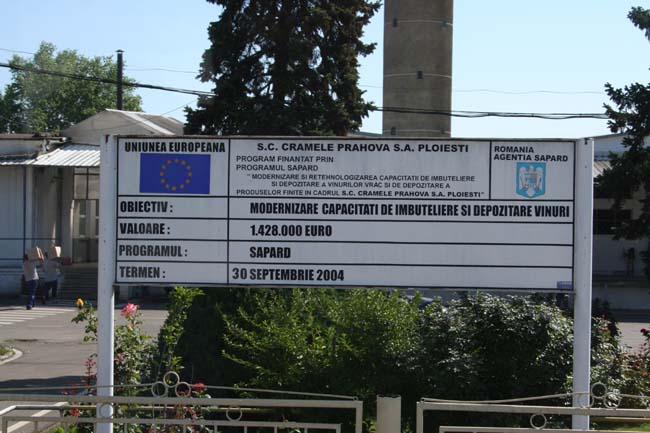 UNIUNEA EUROPEANA
S.C. CRAMELE PRAHOVA S.A. PLOIESTI
PROGRAM FINANTAT PRIN
PROGRAMUL SAPARD
"MODERNIZARE SI RETEHNOLOGIZAREA CAPACITATII DE IMBUTELIERE
SI DEPOZITARE A VINURILOR VRAC SI DE DEPOZITARE A
PRODUSELOR FINITE IN CADRUL S.C. CRAMELE PRAHOVA S.A. PLOIESTI"
ROMANIA
AGENTIA SAPARD
OBIECTIV : MODERNIZARE CAPACITATI DE IMBUTELIERE SI DEPOZITARE VINURI
VALOARE : 1.428.000 EURO
PROGRAMUL : SAPARD
TERMEN : 30 SEPTEMBRIE 2004